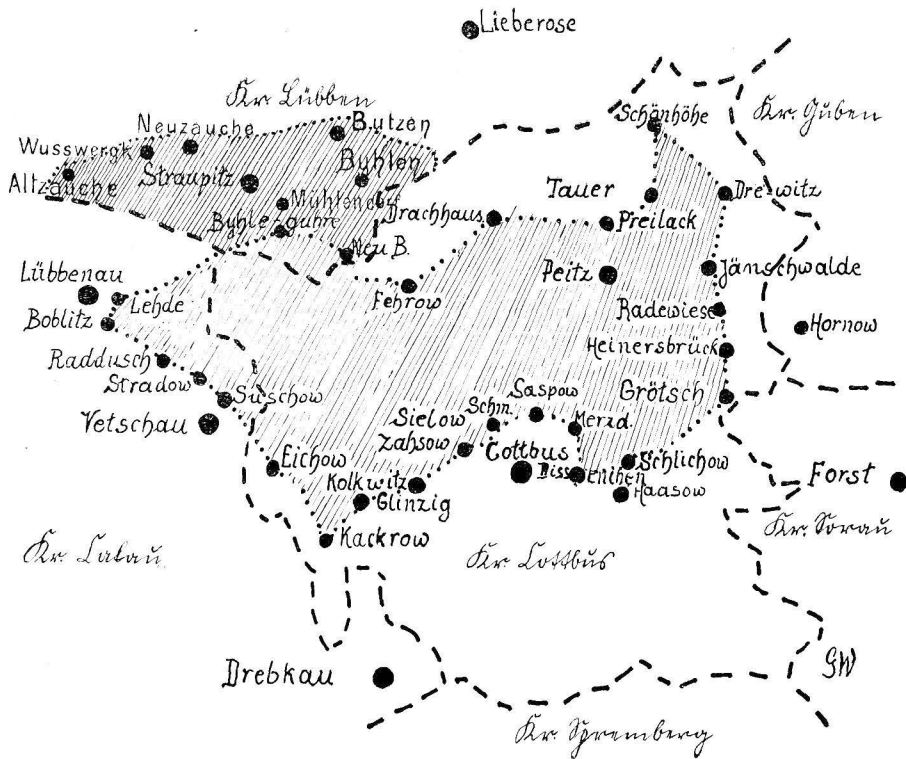 Lieberose
Kr. Lübben
Kr. Guben
Schönhöhe
Neuzauche
Butzen
Wusswergk
Byhlen
Altzauche
Straupitz
Mühlendorf
Tauer
Drewitz
Drachhaus
Preilack
Byhleguhre
Neu B.
Lübbenau
Lehde
Fehrow
Peitz
Jänschwalde
Boblitz
Radewiese
Hornow
Raddusch
Heinersbrück
Stradow
Suschow
Saspow
Grötsch
Vetschau
Sielow
Schm.
Merzd.
Zahsow
Eichow
Cottbus
Diss
Schlichow
Kolkwitz
Haasow
Forst
Glinzig
Kackrow
Kr. Sorau
Kr. Calau
Kr. Cottbus
Drebkau
GW
Kr. Spremberg